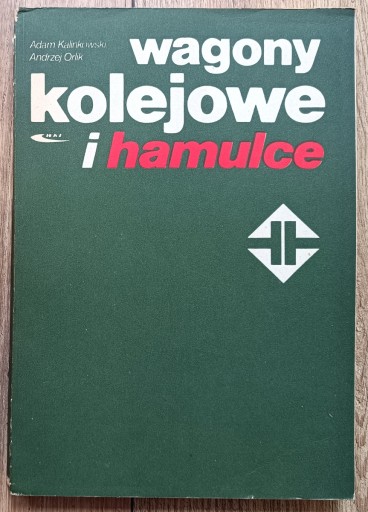 Adam Kalinkowski
Andrzej Orlik
wagony
kolejowe
i hamulce